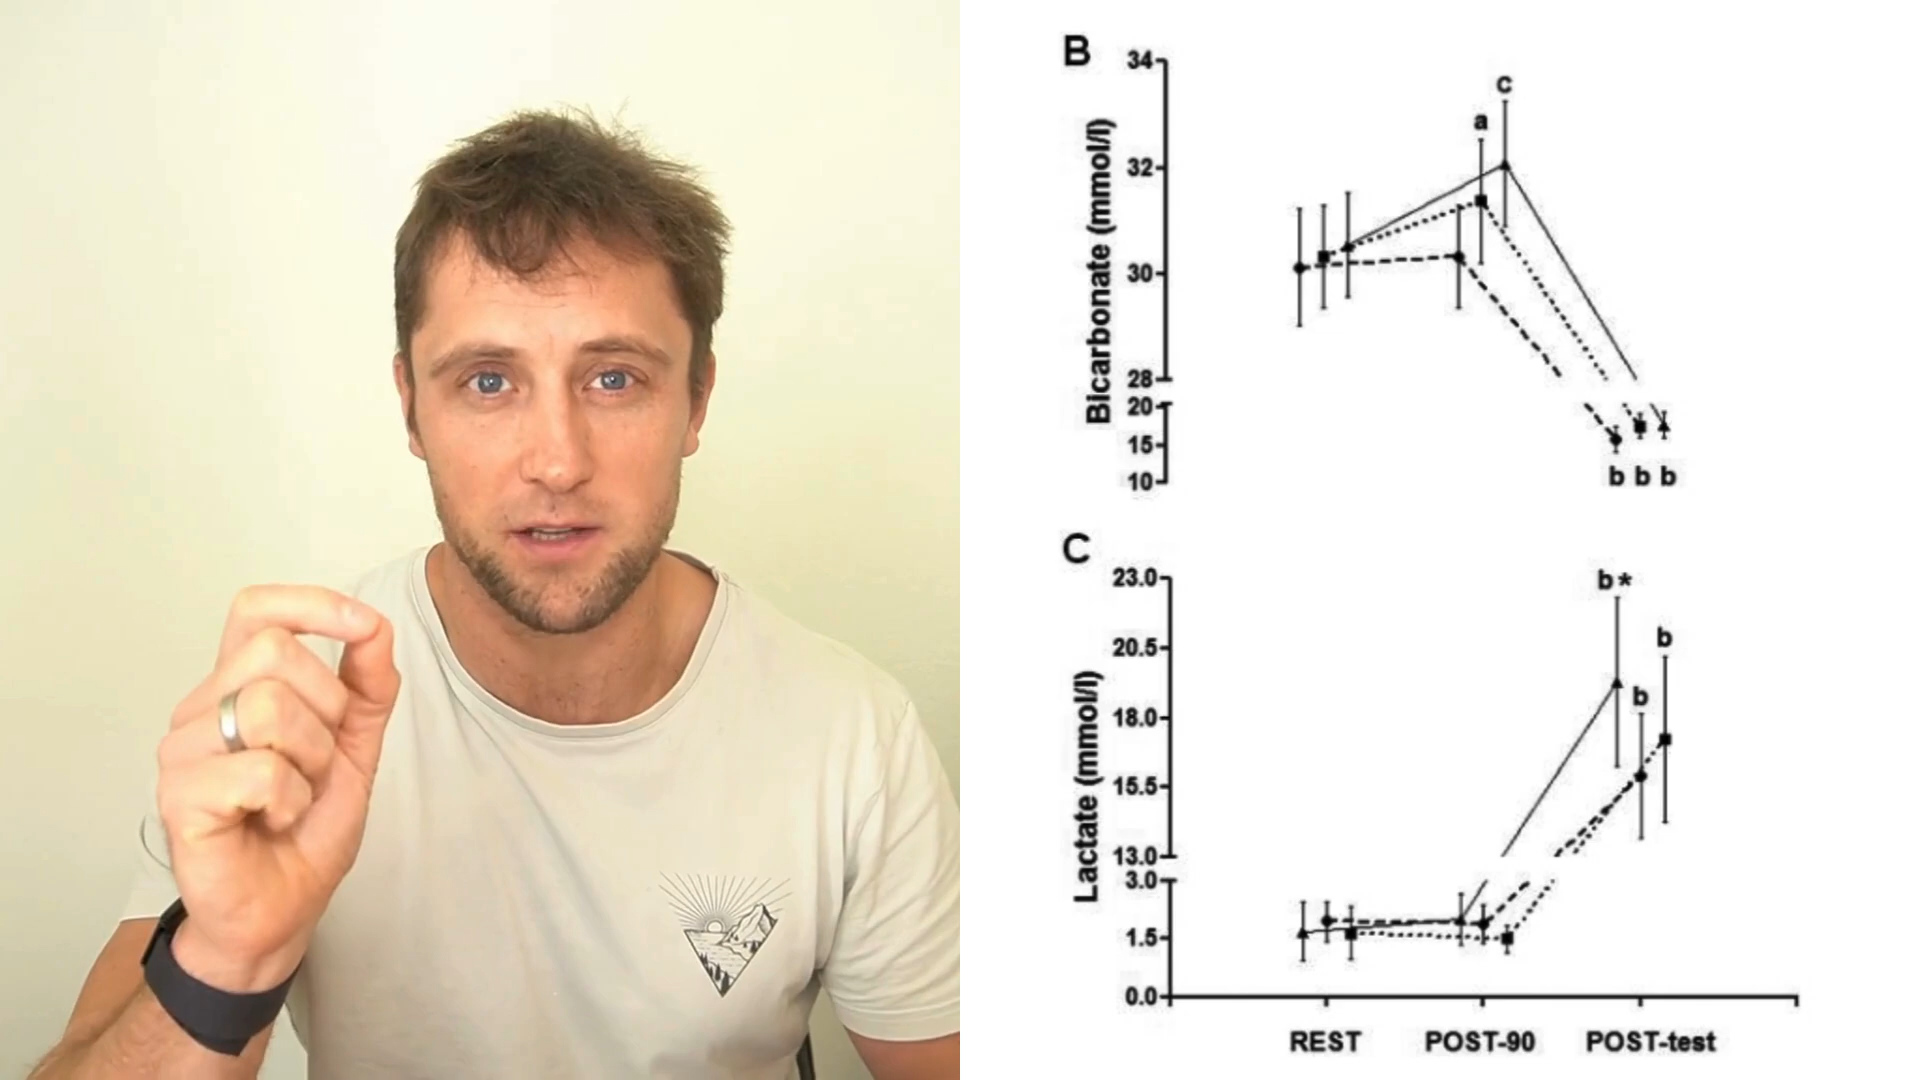 B
Bicarbonate (mmol/l)
34
32
30
28
20
15
10
c
a
b b b
C
Lactate (mmol/l)
23.0
20.5
18.0
15.5
13.0
3.0
1.5
0.0
b*
b
b
REST POST-90 POST-test